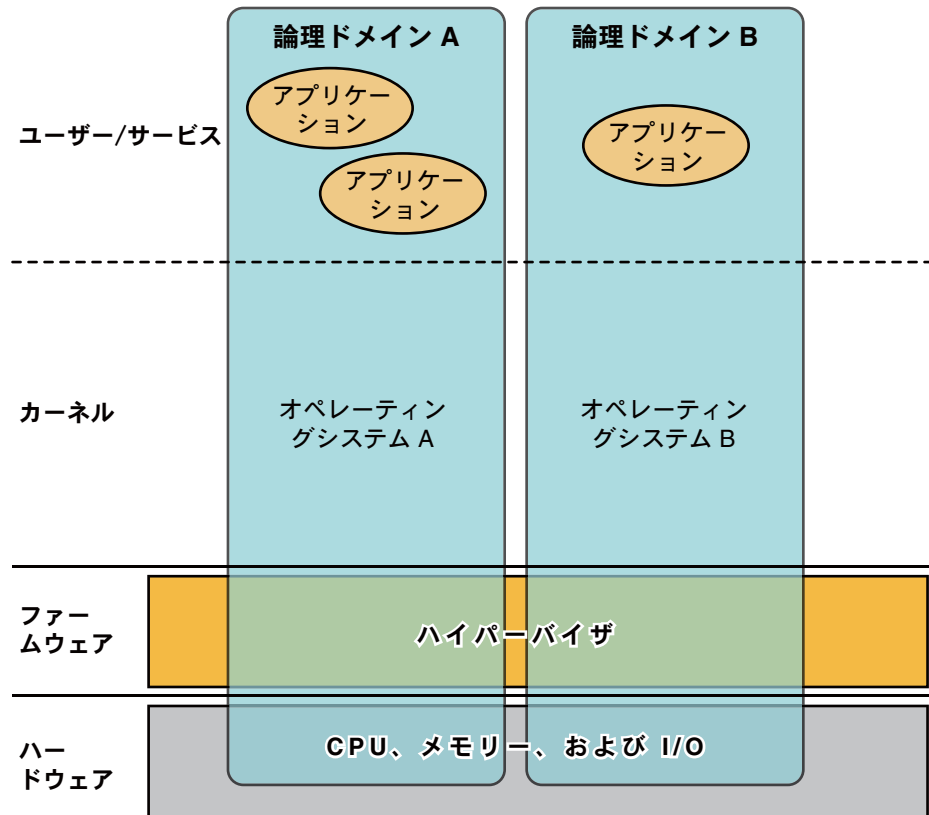 論理ドメイン A
論理ドメイン B
アプリケー
ション
アプリケー
ション
アプリケー
ション
ユーザー/サービス
カーネル
オペレーティン
グシステム A
オペレーティン
グシステム B
ファー
ムウェア
ハイパーバイザ
ハー
ドウェア
CPU、メモリー、および I/O